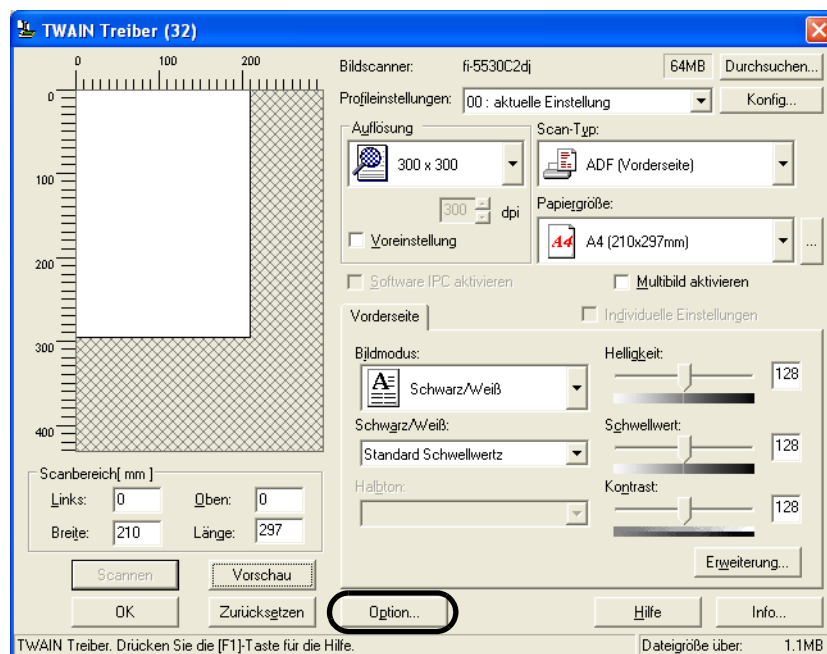 TWAIN Treiber (32)
0 100 200
0
100
200
300
400
Scanbereich[ mm ]
Links: 0 Oben: 0
Breite: 210 Länge: 297
Scannen Vorschau
OK Zurücksetzen
Bildscanner: fi-5530C2dj 64MB Durchsuchen...
Profileinstellungen: 00 : aktuelle Einstellung Konfig...
Auflösung
300 x 300
300 dpi
Voreinstellung
Scan-Typ:
ADF (Vorderseite)
Papiergröße:
A4 A4 (210x297mm) ...
Software IPC aktivieren Multibild aktivieren
Vorderseite Individuelle Einstellungen
Bildmodus:
A Schwarz/Weiß
Schwarz/Weiß:
Standard Schwellwertz
Halbton:
Helligkeit:
128
Schwellwert:
128
Kontrast:
128
Erweiterung...
Option... Hilfe Info...
TWAIN Treiber. Drücken Sie die [F1]-Taste für die Hilfe. Dateigröße über: 1.1MB